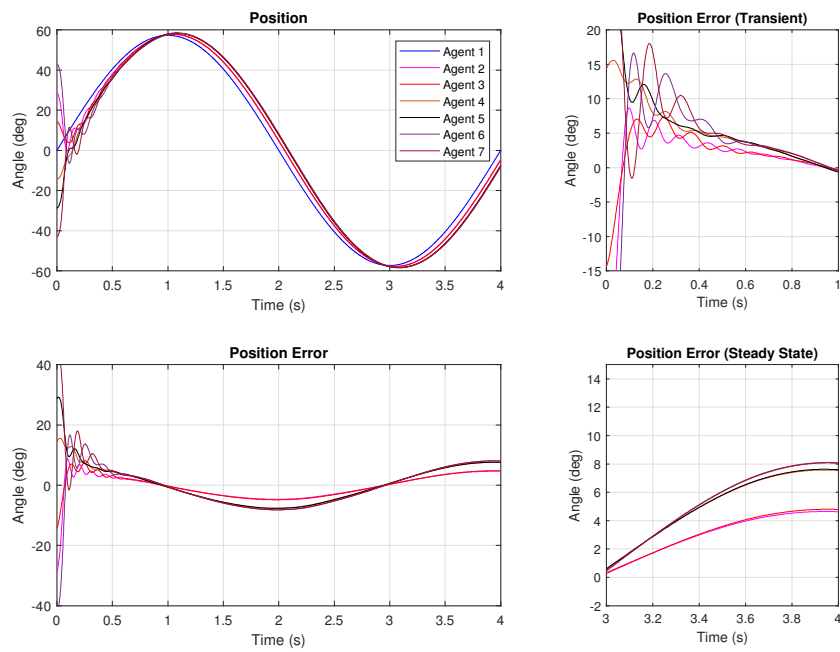 Position
Angle (deg)
60
40
20
0
-20
-40
-60
0 0.5 1 1.5 2 2.5 3 3.5 4
Time (s)
Agent 1
Agent 2
Agent 3
Agent 4
Agent 5
Agent 6
Agent 7
Position Error (Transient)
Angle (deg)
20
15
10
5
0
-5
-10
-15
0 0.2 0.4 0.6 0.8 1
Time (s)
Position Error
Angle (deg)
40
20
0
-20
-40
0 0.5 1 1.5 2 2.5 3 3.5 4
Time (s)
Position Error (Steady State)
Angle (deg)
14
12
10
8
6
4
2
0
-2
3 3.2 3.4 3.6 3.8 4
Time (s)